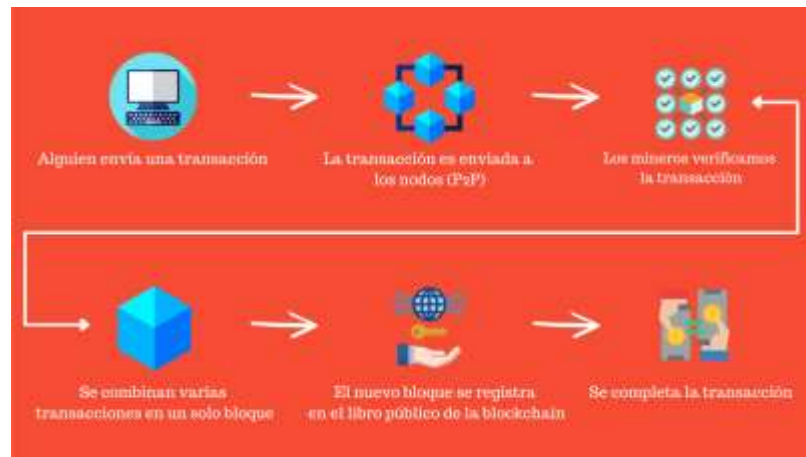 Alguien envía una transacción
La transacción es enviada a
los nodos (P2P)
Los mineros verificamos
la transacción
Se combinan varias
transacciones en un solo bloque
El nuevo bloque se registra
en el libro público de la blockchain
Se completa la transacción